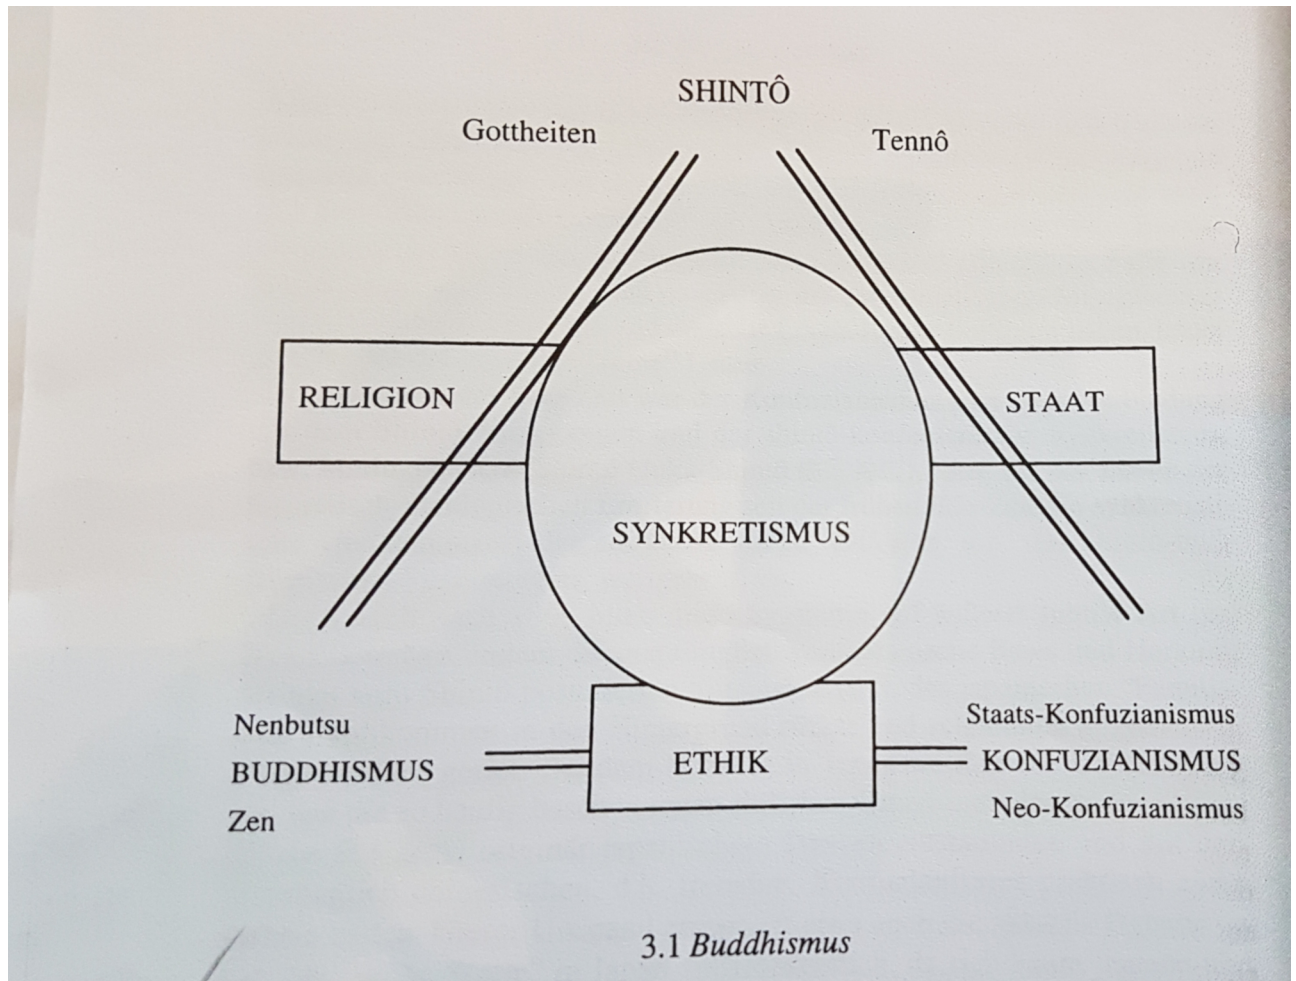 SHINTÔ
Gottheiten
Tennô
RELIGION
STAAT
SYNKRETISMUS
Nenbutsu
BUDDHISMUS
Zen
ETHIK
Staats-Konfuzianismus
KONFUZIANISMUS
Neo-Konfuzianismus
3.1 Buddhismus